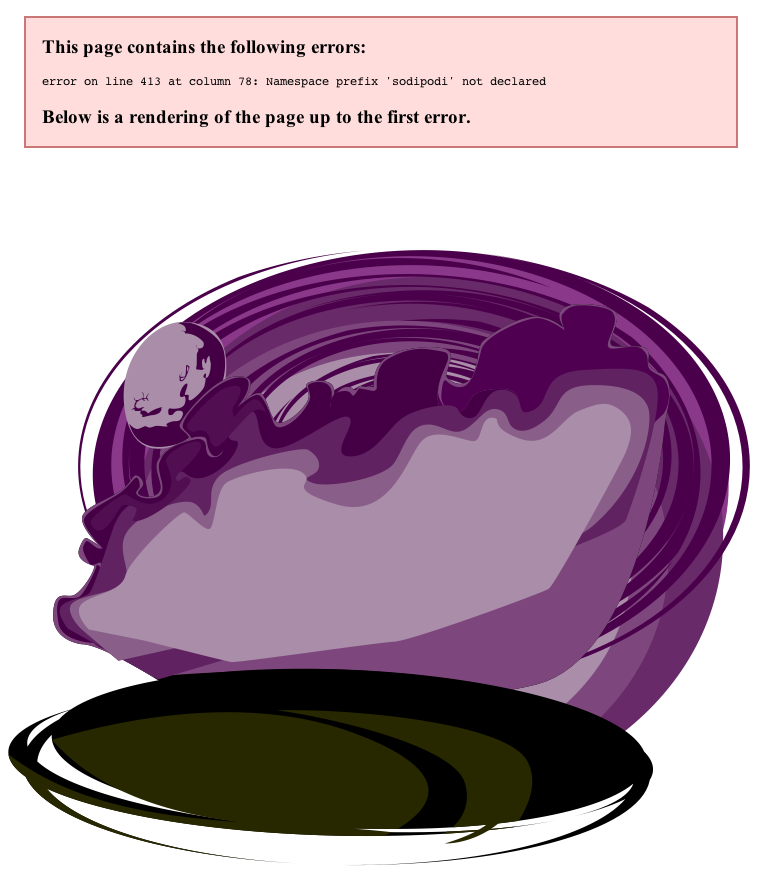 This page contains the following errors:
error on line 413 at column 78: Namespace prefix 'sodipodi' not declared
Below is a rendering of the page up to the first error.